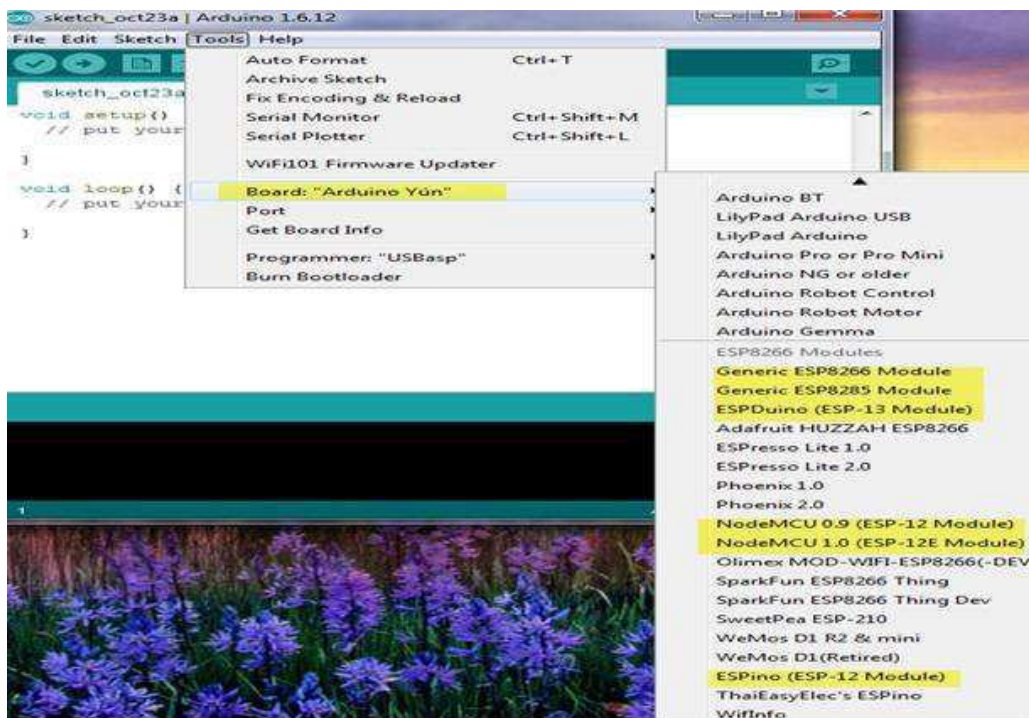 sketch_oct23a | Arduino 1.6.12
File Edit Sketch Tools Help
sketch_oct23a
void setup()
// put your
}
void loop() {
// put your
}
Auto Format Ctrl+T
Archive Sketch
Fix Encoding & Reload
Serial Monitor Ctrl+Shift+M
Serial Plotter Ctrl+Shift+L
WiFi101 Firmware Updater
Board: "Arduino Yún"
Port
Get Board Info
Programmer: "USBasp"
Burn Bootloader
Arduino BT
LilyPad Arduino USB
LilyPad Arduino
Arduino Pro or Pro Mini
Arduino NG or older
Arduino Robot Control
Arduino Robot Motor
Arduino Gemma
ESP8266 Modules
Generic ESP8266 Module
Generic ESP8285 Module
ESPDuino (ESP-13 Module)
Adafruit HUZZAH ESP8266
ESPresso Lite 1.0
ESPresso Lite 2.0
Phoenix 1.0
Phoenix 2.0
NodeMCU 0.9 (ESP-12 Module)
NodeMCU 1.0 (ESP-12E Module)
Olimex MOD-WIFI-ESP8266(-DEV
SparkFun ESP8266 Thing
SparkFun ESP8266 Thing Dev
SweetPea ESP-210
WeMos D1 R2 & mini
WeMos D1(Retired)
ESPino (ESP-12 Module)
ThaiEasyElec's ESPino
WifInfo
1